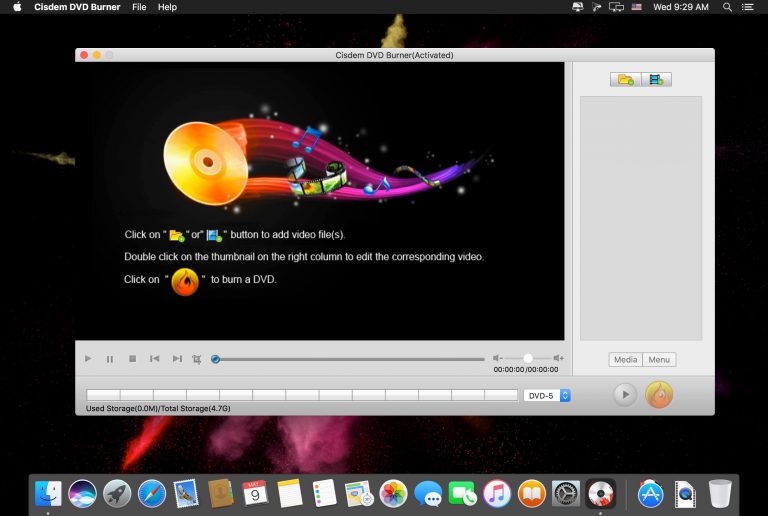 Cisdem DVD Burner File Help Wed 9:29 AM
Cisdem DVD Burner(Activated)
Click on " " or" " button to add video file(s).
Double click on the thumbnail on the right column to edit the corresponding video.
Click on " " to burn a DVD.
00:00:00/00:00:00
Media Menu
DVD-5
Used Storage(0.0M)/Total Storage(4.7G)
MAY
9